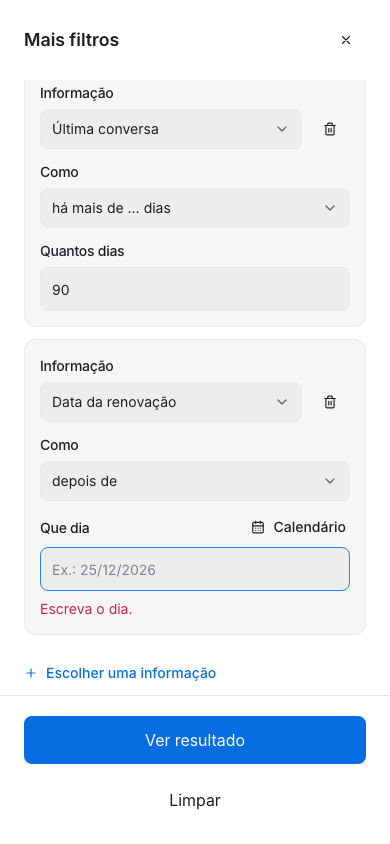 Mais filtros
Informação
Última conversa
Como
há mais de ... dias
Quantos dias
90
Informação
Data da renovação
Como
depois de
Que dia
Calendário
Ex.: 25/12/2026
Escreva o dia.
+ Escolher uma informação
Ver resultado
Limpar